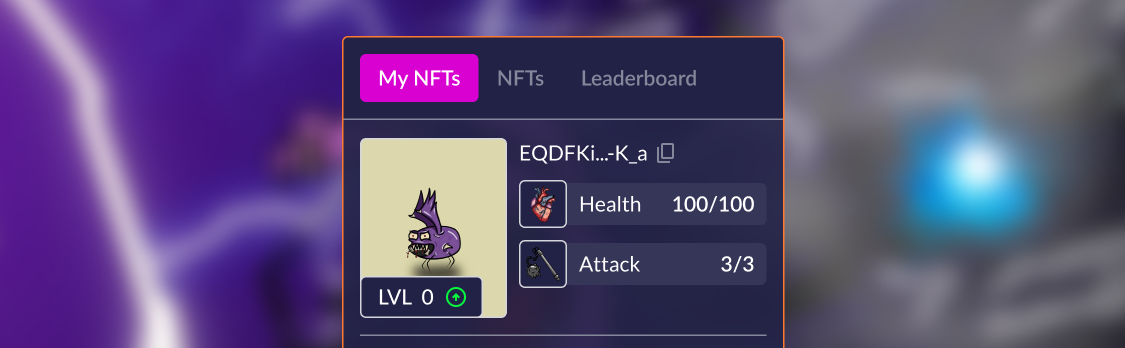 My NFTs NFTs Leaderboard
EQDFKi...-K_a
Health 100/100
Attack 3/3
LVL 0